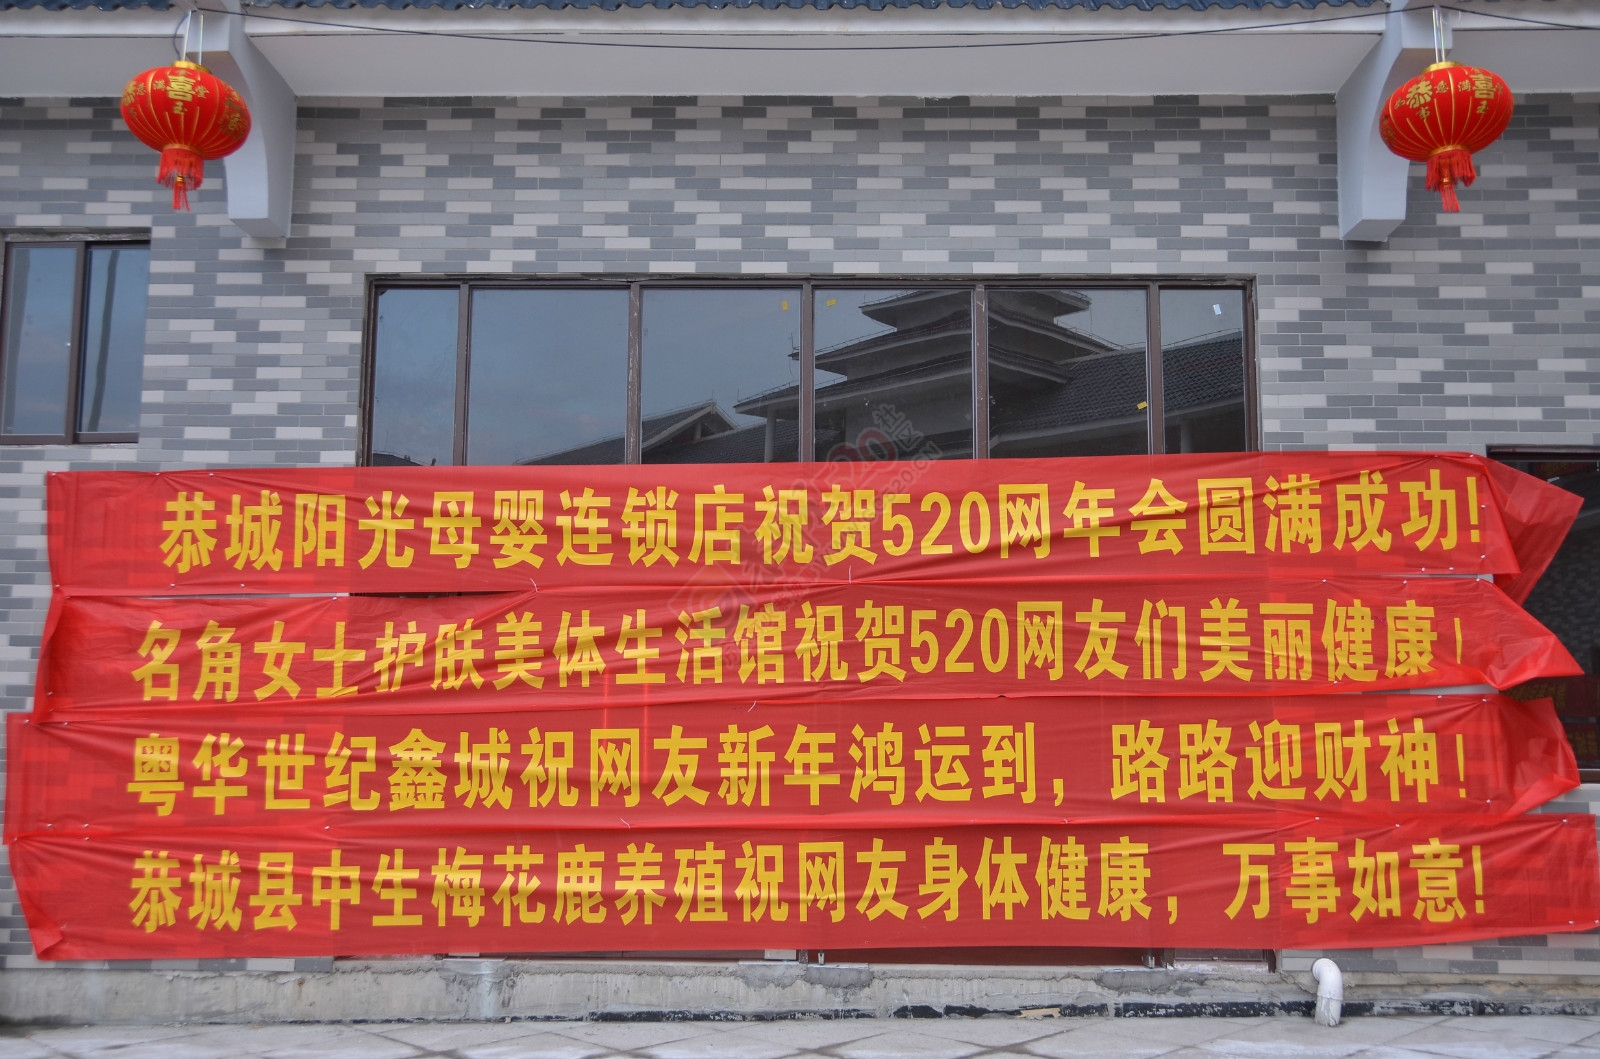 恭城阳光母婴连锁店祝贺520网年会圆满成功!
名角女士护肤美体生活馆祝贺520网友们美丽健康!
粤华世纪鑫城祝网友新年鸿运到，路路迎财神!
恭城县中生梅花鹿养殖祝网友身体健康，万事如意!